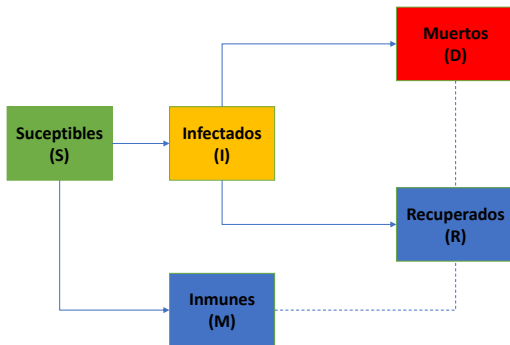 Muertos
(D)
Suceptibles
(S)
Infectados
(I)
Recuperados
(R)
Inmunes
(M)